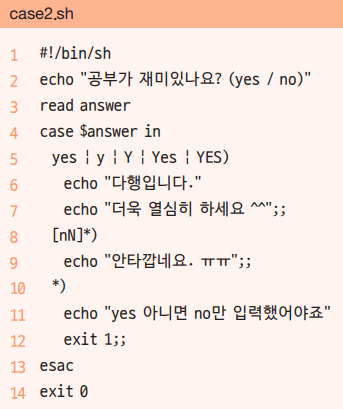 case2.sh
1 #!/bin/sh
2 echo "공부가 재미있나요? (yes / no)"
3 read answer
4 case $answer in
5 yes | y | Y | Yes | YES)
6 echo "다행입니다."
7 echo "더욱 열심히 하세요 ^^";;
8 [nN]*)
9 echo "안타깝네요. ㅠㅠ";;
10 *)
11 echo "yes 아니면 no만 입력했어야죠"
12 exit 1;;
13 esac
14 exit 0